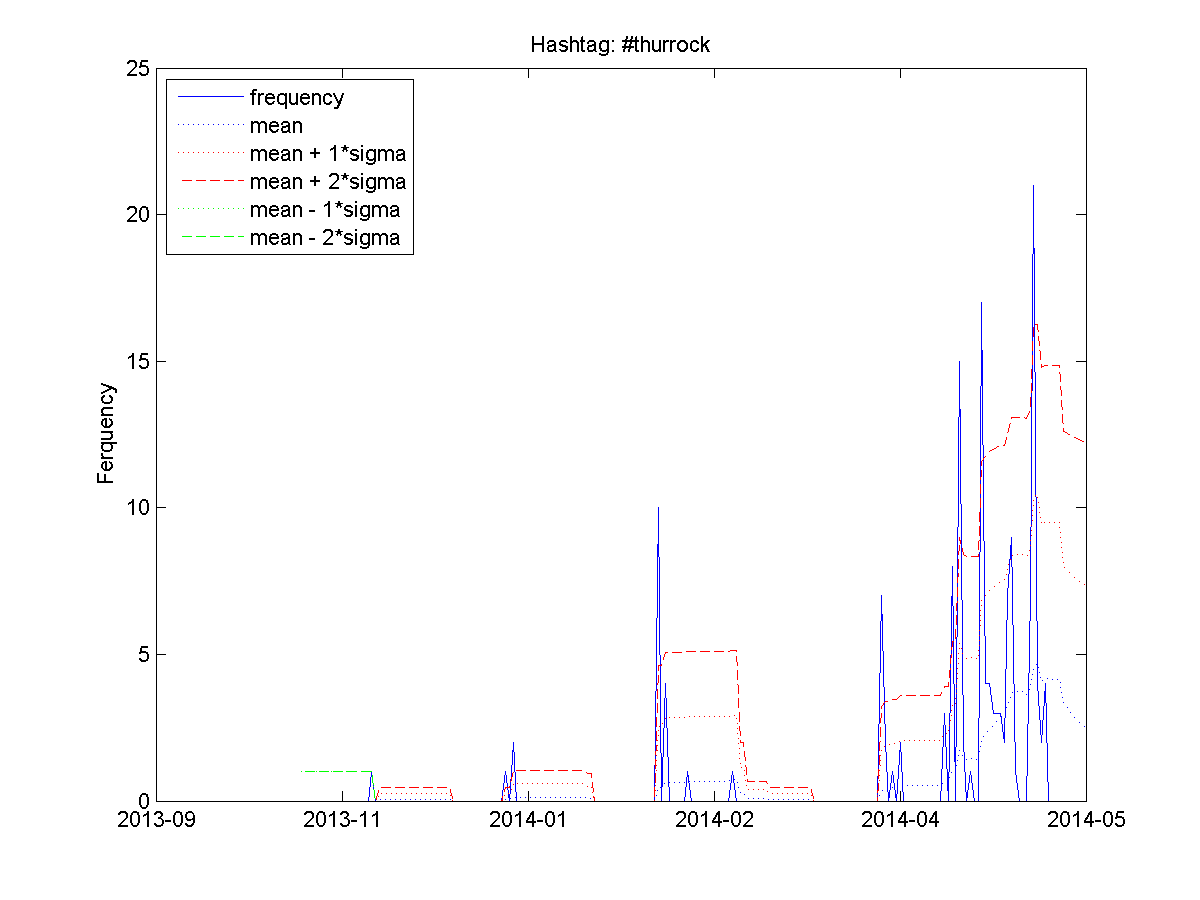 Hashtag: #thurrock
25
frequency
mean
mean + 1*sigma
mean + 2*sigma
mean - 1*sigma
mean - 2*sigma
20
15
Ferquency
10
5
0
2013-09 2013-11 2014-01 2014-02 2014-04 2014-05